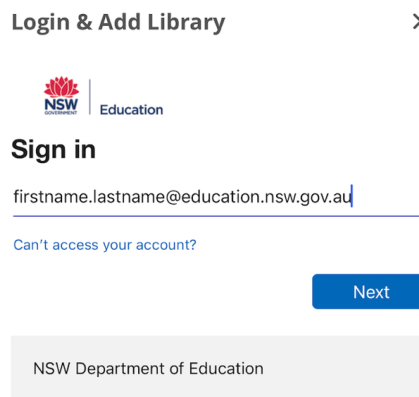 Login & Add Library
NSW
GOVERNMENT
Education
Sign in
firstname.lastname@education.nsw.gov.au
Can't access your account?
Next
NSW Department of Education